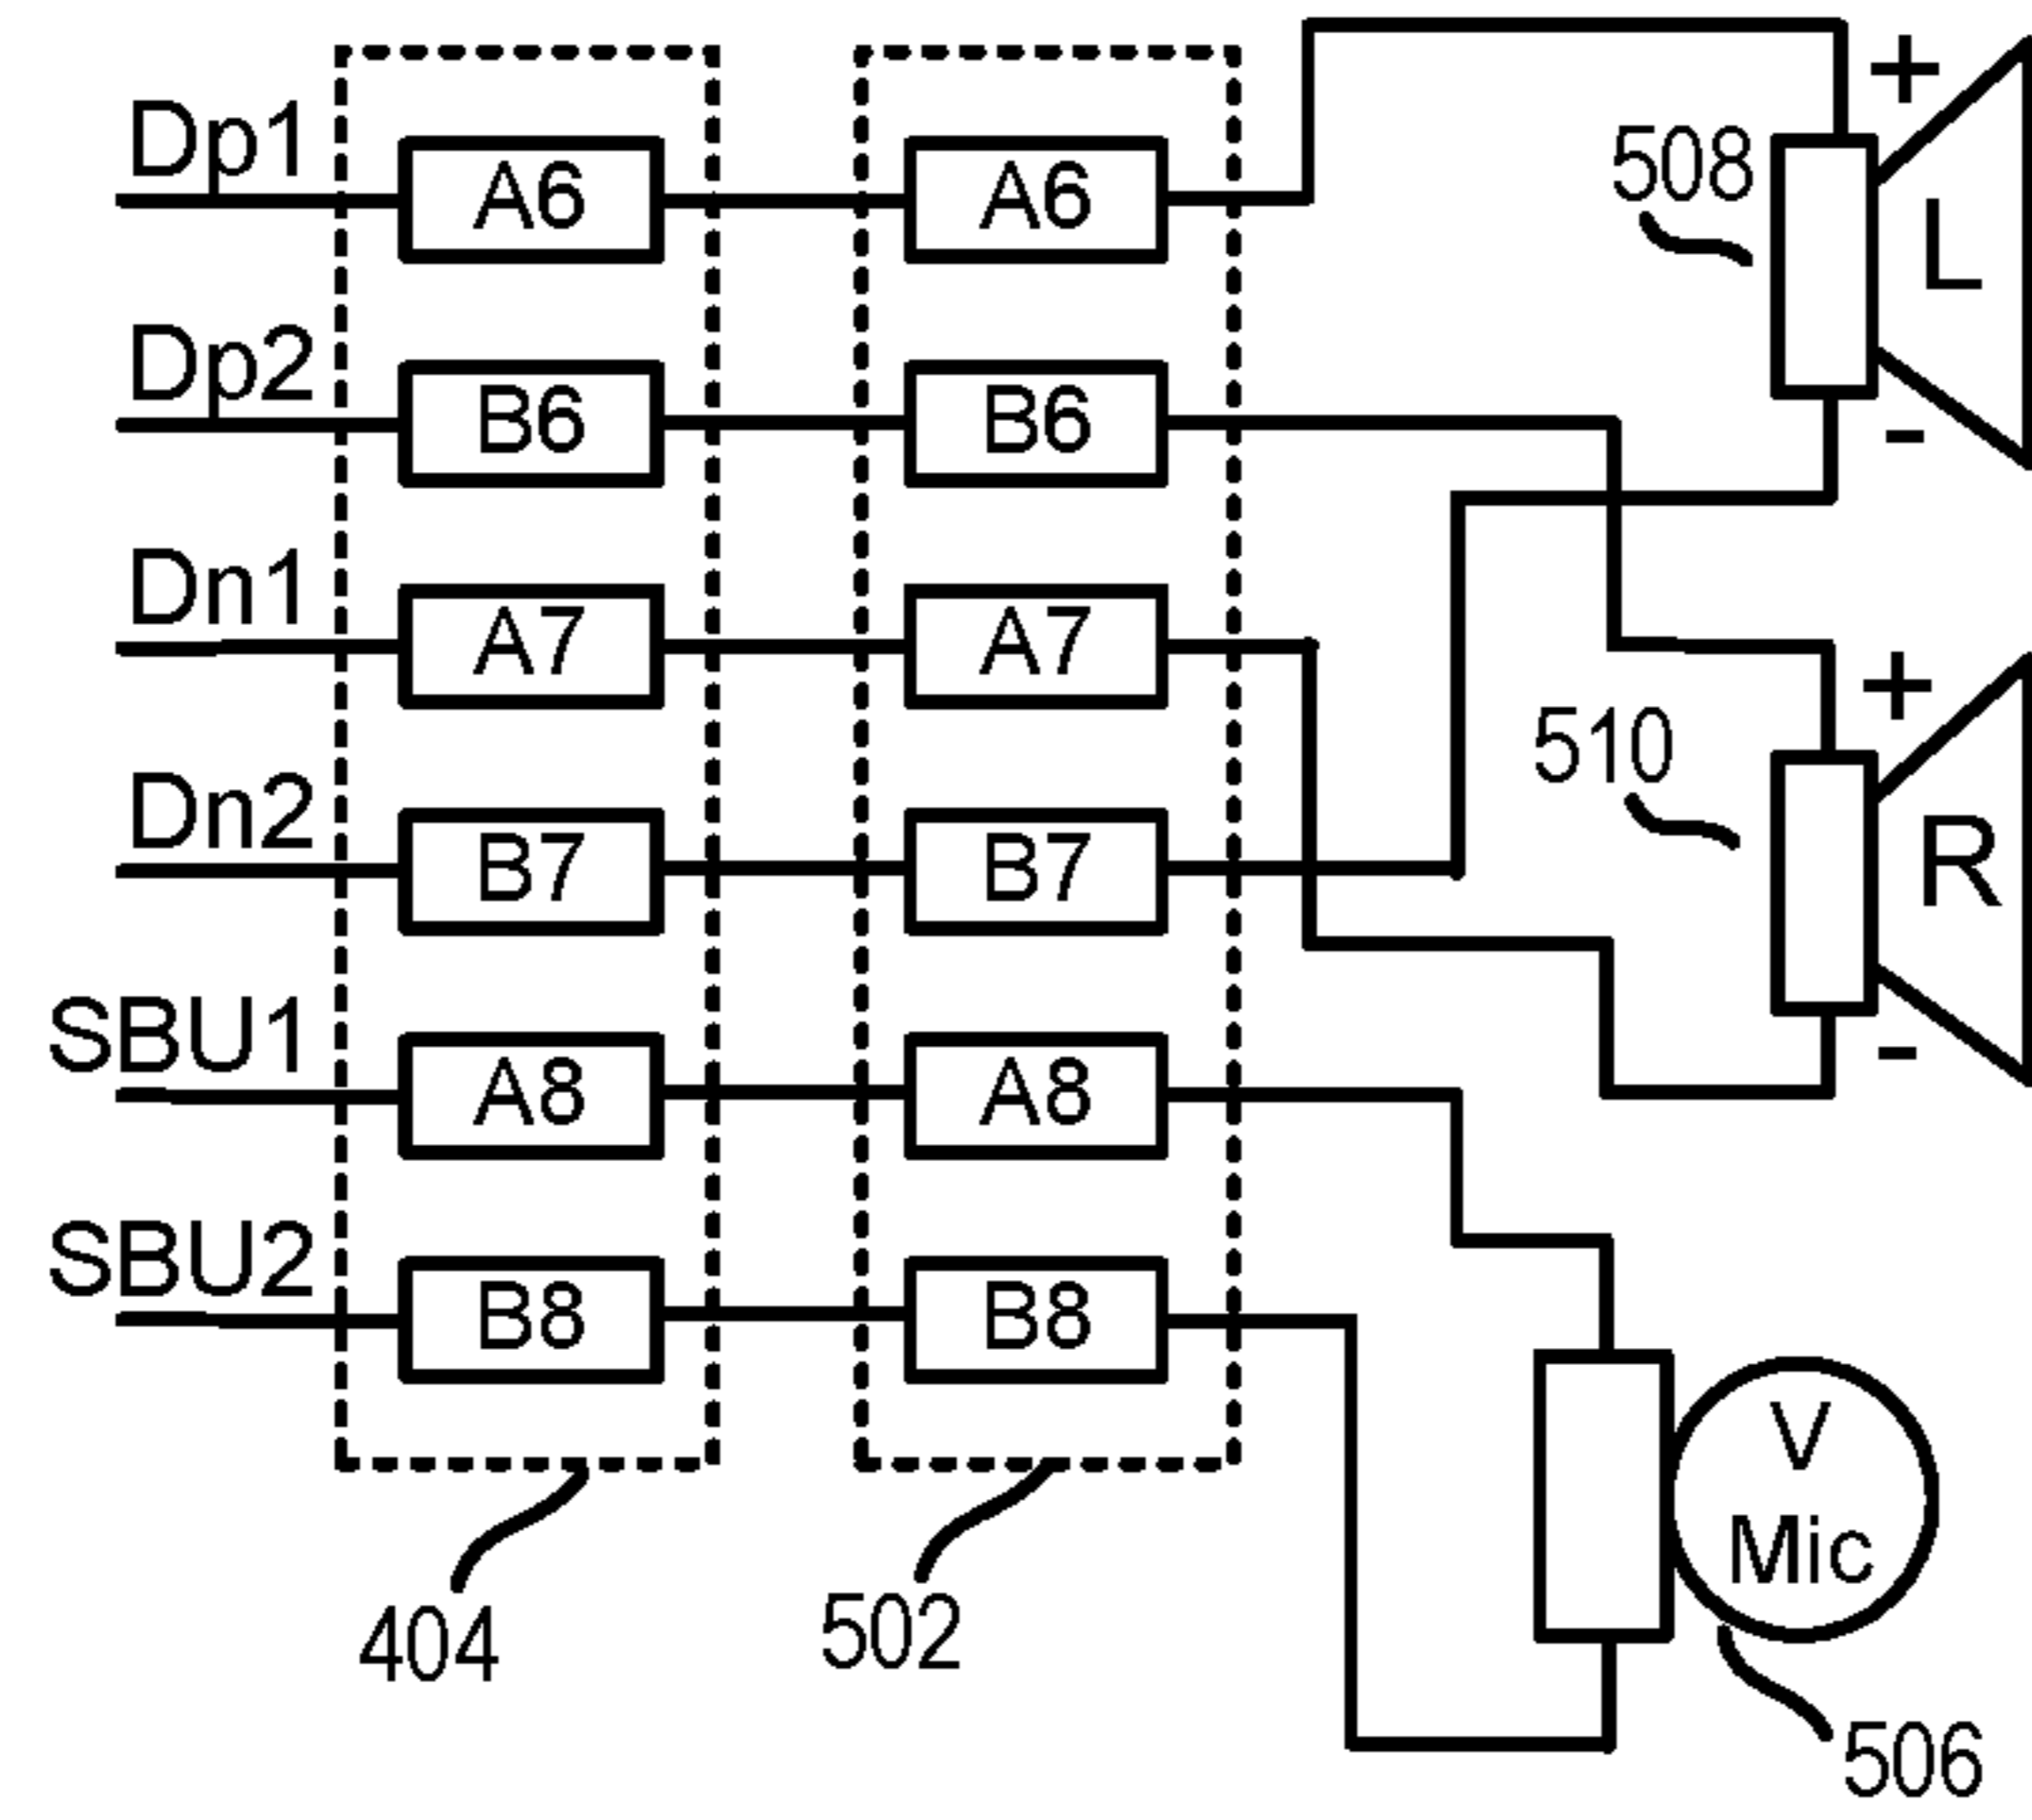 Dp1 A6 A6 + 508 L
Dp2 B6 B6 -
Dn1 A7 A7 + 510
Dn2 B7 B7 R
SBU1 A8 A8 -
SBU2 B8 B8 V
Mic
404 502 506